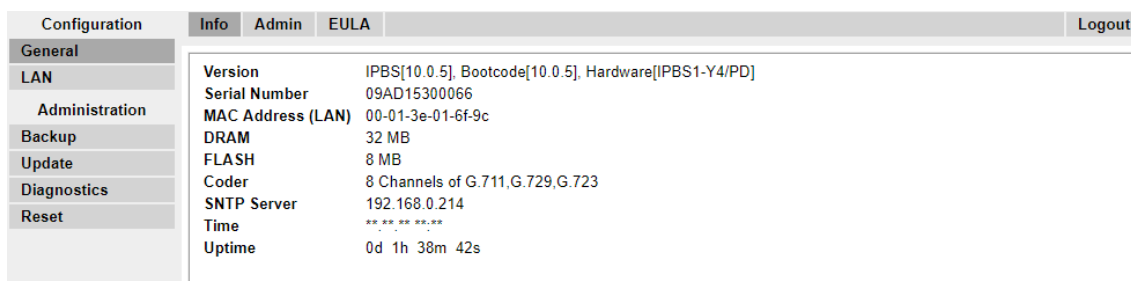 Configuration
General
LAN
Administration
Backup
Update
Diagnostics
Reset
Info Admin EULA Logout
Version IPBS[10.0.5], Bootcode[10.0.5], Hardware[IPBS1-Y4/PD]
Serial Number 09AD15300066
MAC Address (LAN) 00-01-3e-01-6f-9c
DRAM 32 MB
FLASH 8 MB
Coder 8 Channels of G.711,G.729,G.723
SNTP Server 192.168.0.214
Time **.**.** **:**
Uptime 0d 1h 38m 42s